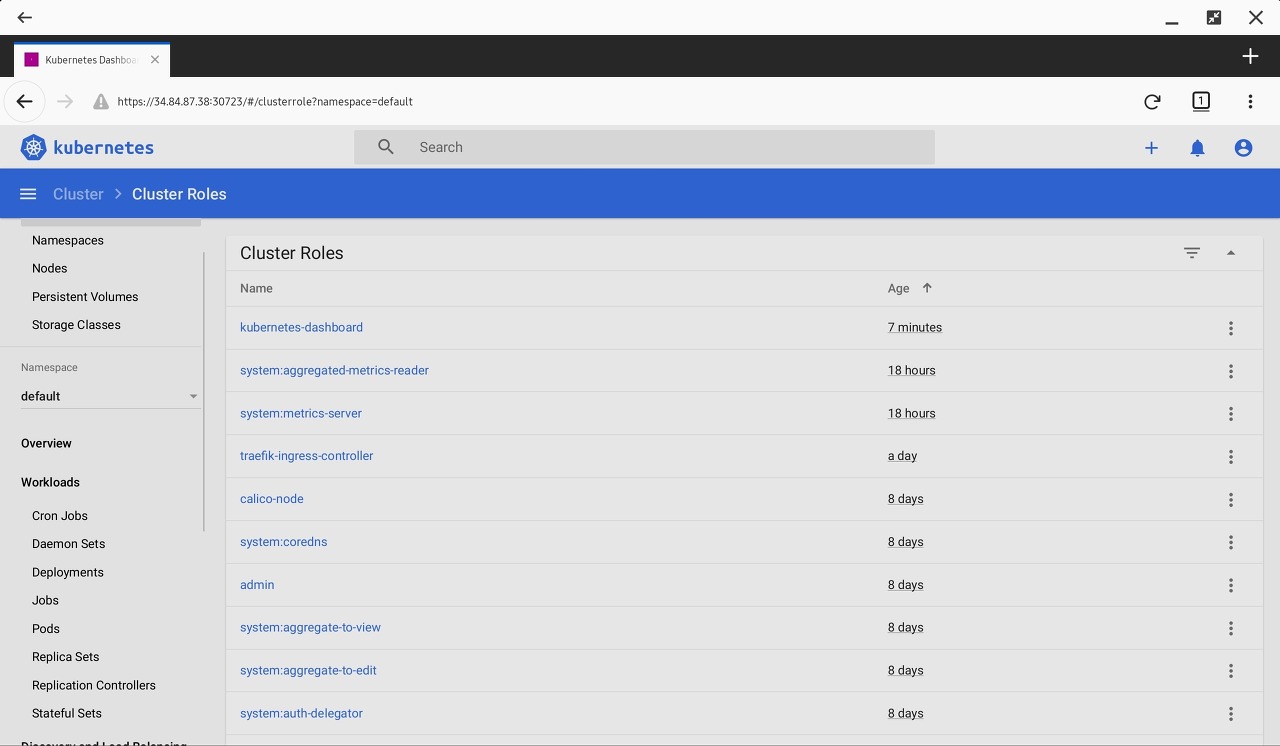 Kubernetes Dashboa
https://34.84.87.38:30723/#/clusterrole?namespace=default
1
kubernetes
Search
Cluster > Cluster Roles
Namespaces
Nodes
Persistent Volumes
Storage Classes
Namespace
default
Overview
Workloads
Cron Jobs
Daemon Sets
Deployments
Jobs
Pods
Replica Sets
Replication Controllers
Stateful Sets
Discovery and Load Balancing
Cluster Roles
Name Age
kubernetes-dashboard 7 minutes
system:aggregated-metrics-reader 18 hours
system:metrics-server 18 hours
traefik-ingress-controller a day
calico-node 8 days
system:coredns 8 days
admin 8 days
system:aggregate-to-view 8 days
system:aggregate-to-edit 8 days
system:auth-delegator 8 days